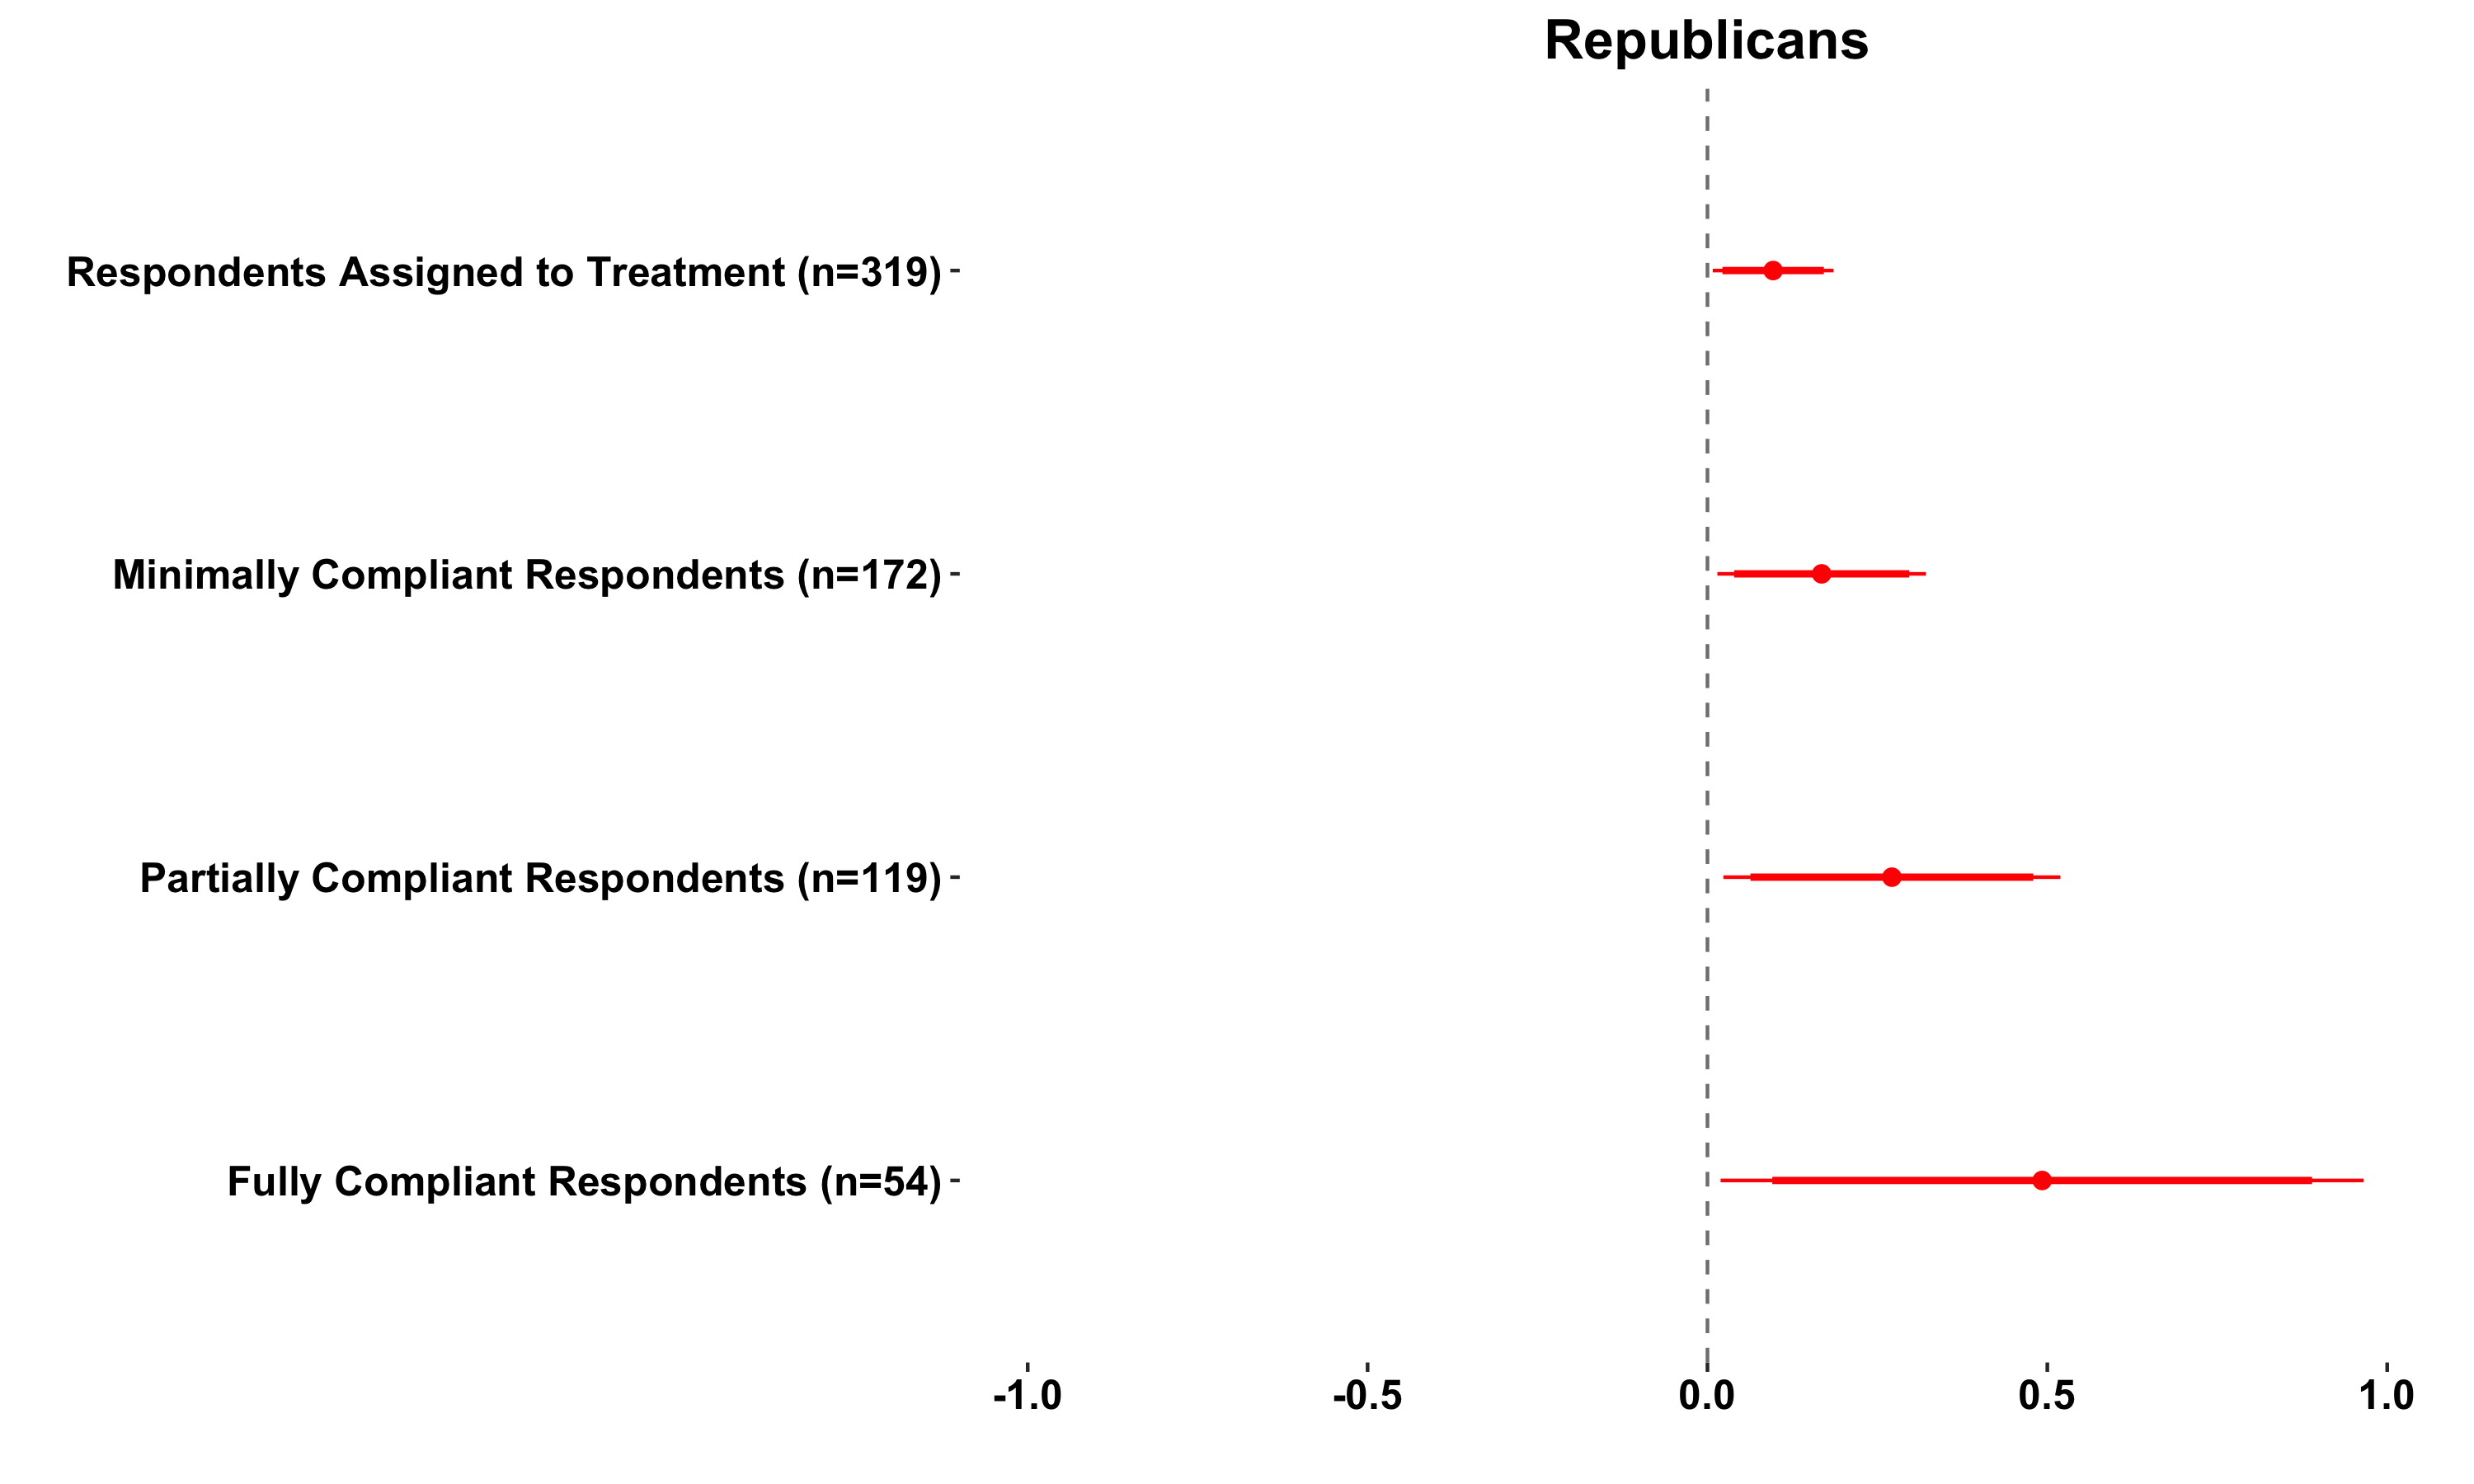 Republicans
Respondents Assigned to Treatment (n=319)
Minimally Compliant Respondents (n=172)
Partially Compliant Respondents (n=119)
Fully Compliant Respondents (n=54)
-1.0 -0.5 0.0 0.5 1.0